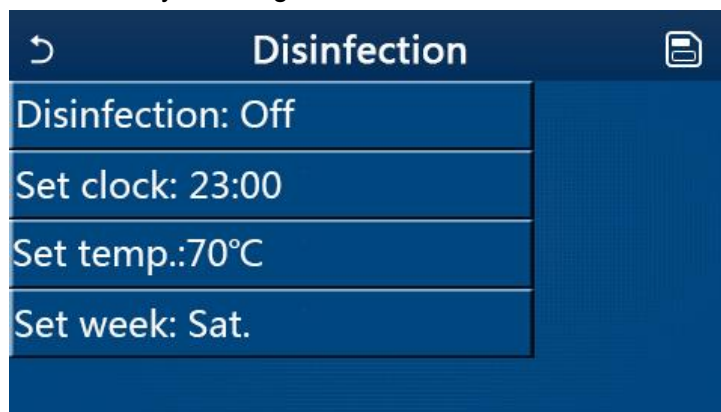 Disinfection
Disinfection: Off
Set clock: 23:00
Set temp.:70℃
Set week: Sat.